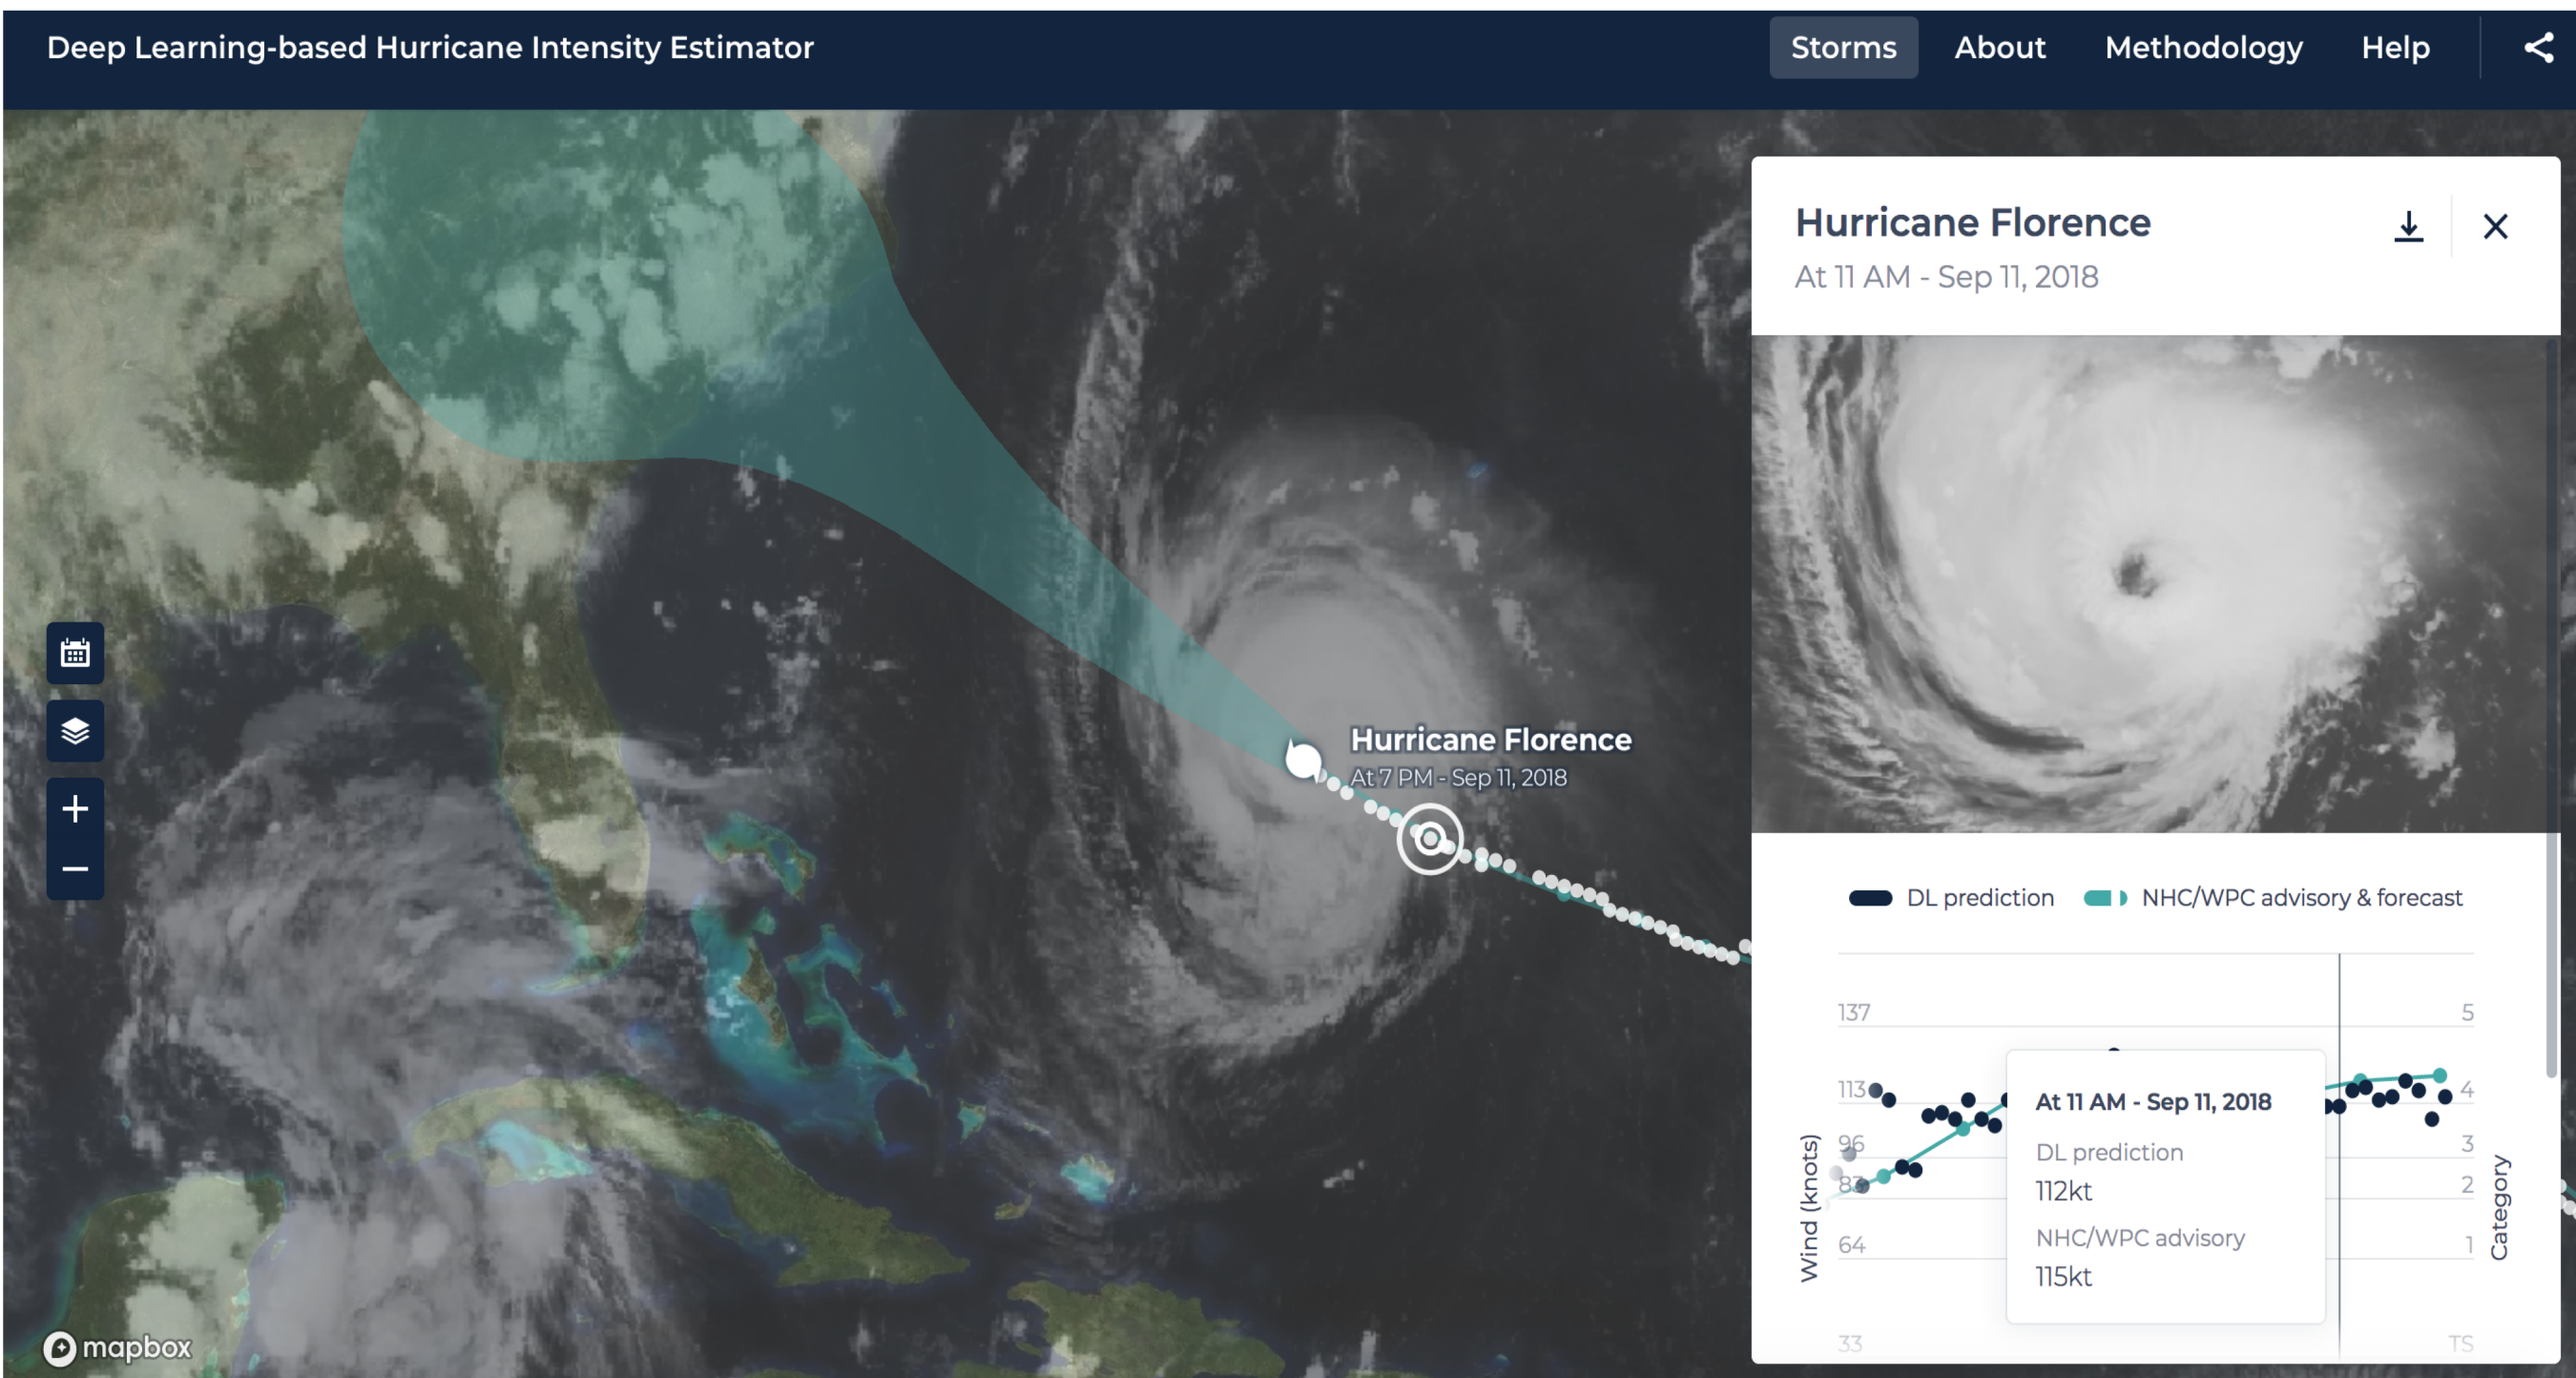 Deep Learning-based Hurricane Intensity Estimator
Storms
About
Methodology
Help
Hurricane Florence
At 11 AM - Sep 11, 2018
Hurricane Florence
At 7 PM - Sep 11, 2018
DL prediction
NHC/WPC advisory & forecast
Wind (knots)
137
113
96
83
64
33
5
4
3
2
1
TS
Category
At 11 AM - Sep 11, 2018
DL prediction
112kt
NHC/WPC advisory
115kt
mapbox